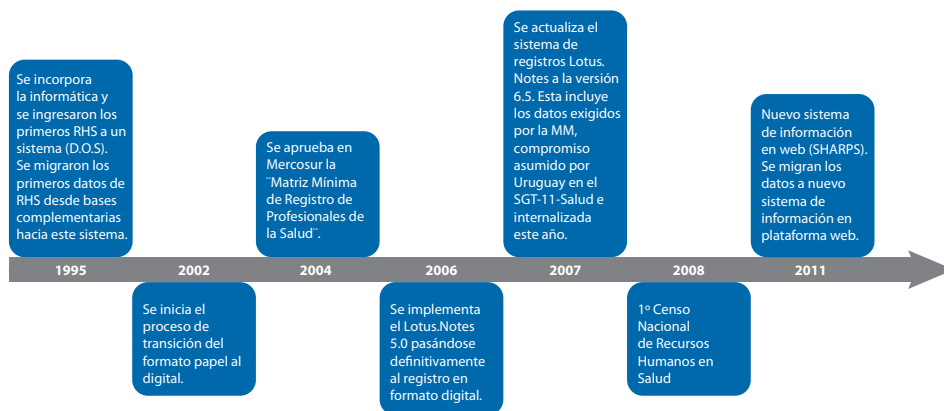 Se incorpora
la informática y
se ingresaron los
primeros RHS a un
sistema (D.O.S).
Se migraron los
primeros datos de
RHS desde bases
complementarias
hacia este sistema.
Se aprueba en
Mercosur la
¨Matriz Mínima
de Registro de
Profesionales de
la Salud¨.
Se actualiza el
sistema de
registros Lotus.
Notes a la versión
6.5. Esta incluye
los datos exigidos
por la MM,
compromiso
asumido por
Uruguay en el
SGT-11-Salud e
internalizada
este año.
Nuevo sistema
de información
en web (SHARPS).
Se migran los
datos a nuevo
sistema de
información en
plataforma web.
1995 2002 2004 2006 2007 2008 2011
Se inicia el
proceso de
transición del
formato papel al
digital.
Se implementa
el Lotus.Notes
5.0 pasándose
definitivamente
al registro en
formato digital.
1º Censo
Nacional
de Recursos
Humanos en
Salud